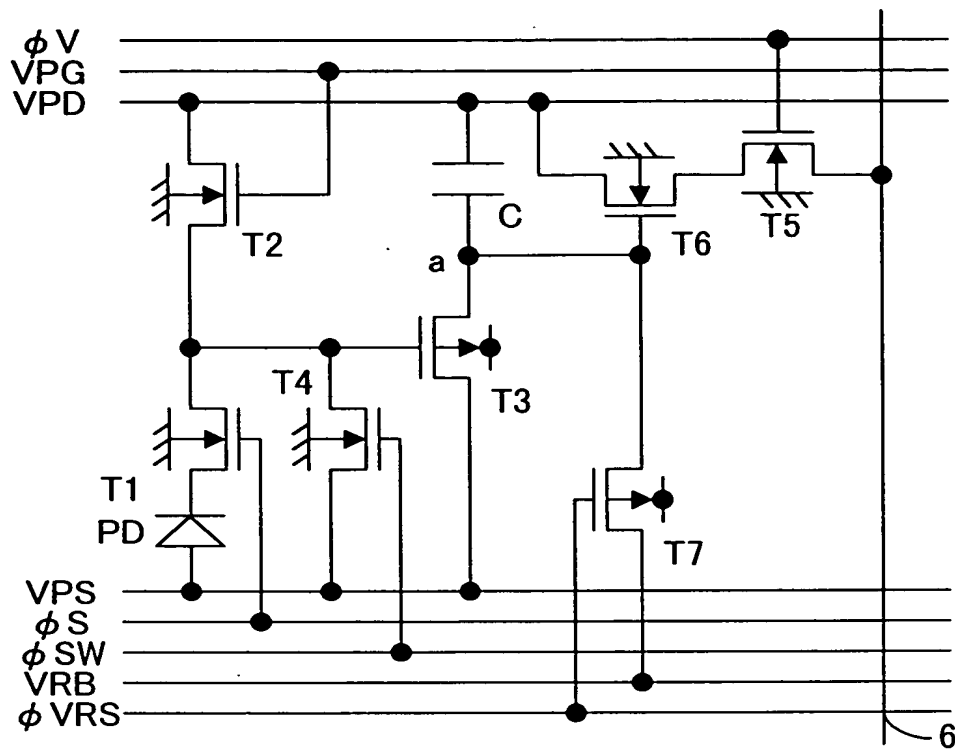 ϕV
VPG
VPD
T2
C
a
T6
T5
T4
T3
T1
PD
T7
VPS
ϕS
ϕSW
VRB
ϕVRS
6